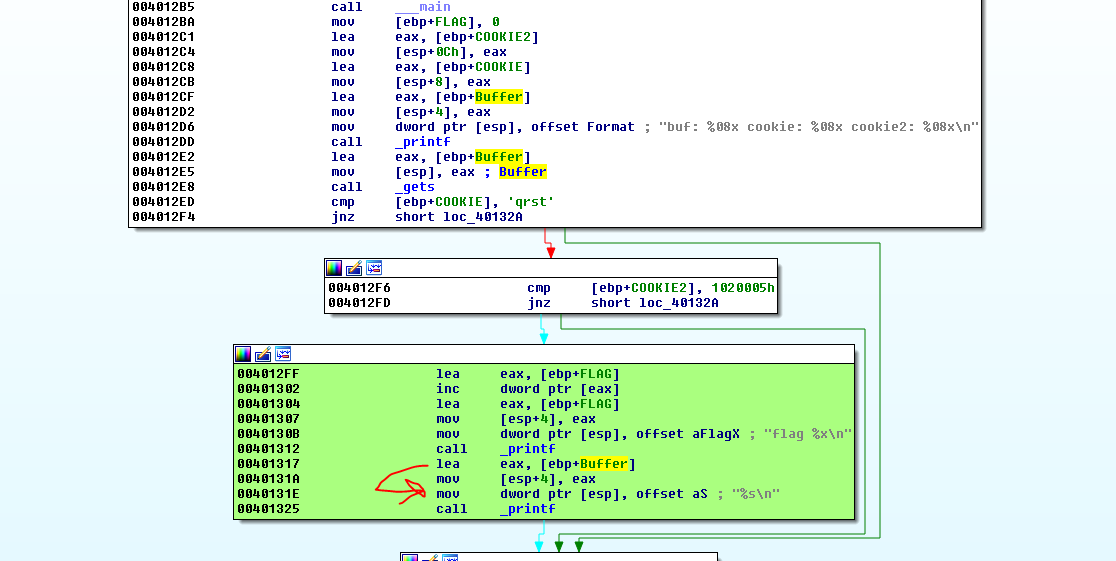 004012B5 call ___main
004012BA mov [ebp+FLAG], 0
004012C1 lea eax, [ebp+COOKIE2]
004012C4 mov [esp+0Ch], eax
004012C8 lea eax, [ebp+COOKIE]
004012CB mov [esp+8], eax
004012CF lea eax, [ebp+Buffer]
004012D2 mov [esp+4], eax
004012D6 mov dword ptr [esp], offset Format ; "buf: %08x cookie: %08x cookie2: %08x\n"
004012DD call _printf
004012E2 lea eax, [ebp+Buffer]
004012E5 mov [esp], eax ; Buffer
004012E8 call _gets
004012ED cmp [ebp+COOKIE], 'qrst'
004012F4 jnz short loc_40132A
004012F6 cmp [ebp+COOKIE2], 1020005h
004012FD jnz short loc_40132A
004012FF lea eax, [ebp+FLAG]
00401302 inc dword ptr [eax]
00401304 lea eax, [ebp+FLAG]
00401307 mov [esp+4], eax
0040130B mov dword ptr [esp], offset aFlagX ; "flag %x\n"
00401312 call _printf
00401317 lea eax, [ebp+Buffer]
0040131A mov [esp+4], eax
0040131E mov dword ptr [esp], offset aS ; "%s\n"
00401325 call _printf